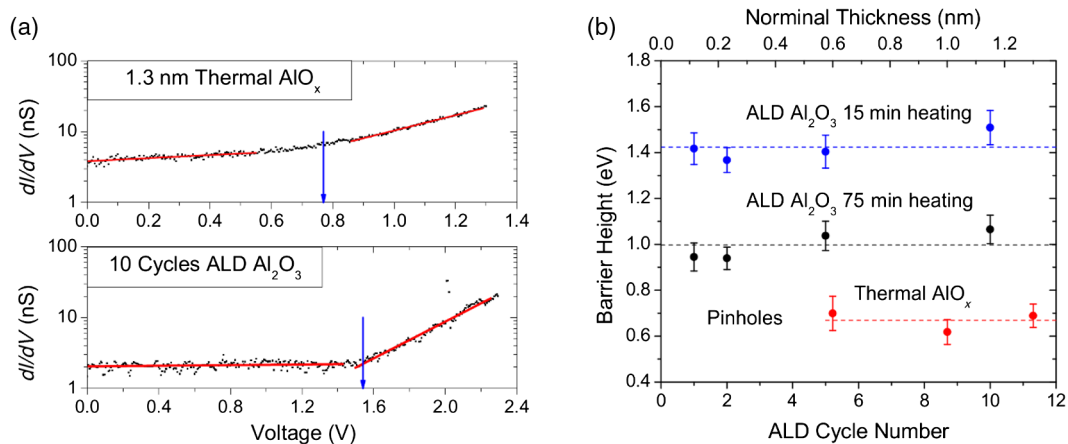 (a)
100
10
1
dI/dV (nS)
1.3 nm Thermal AlOx
0.0 0.2 0.4 0.6 0.8 1.0 1.2 1.4
100
10
1
dI/dV (nS)
10 Cycles ALD Al2O3
0.0 0.4 0.8 1.2 1.6 2.0 2.4
Voltage (V)
(b)
Norminal Thickness (nm)
0.0 0.2 0.4 0.6 0.8 1.0 1.2
1.8
1.6
1.4
1.2
1.0
0.8
0.6
0.4
Barrier Height (eV)
ALD Al2O3 15 min heating
ALD Al2O3 75 min heating
Thermal AlOx
Pinholes
0 2 4 6 8 10 12
ALD Cycle Number